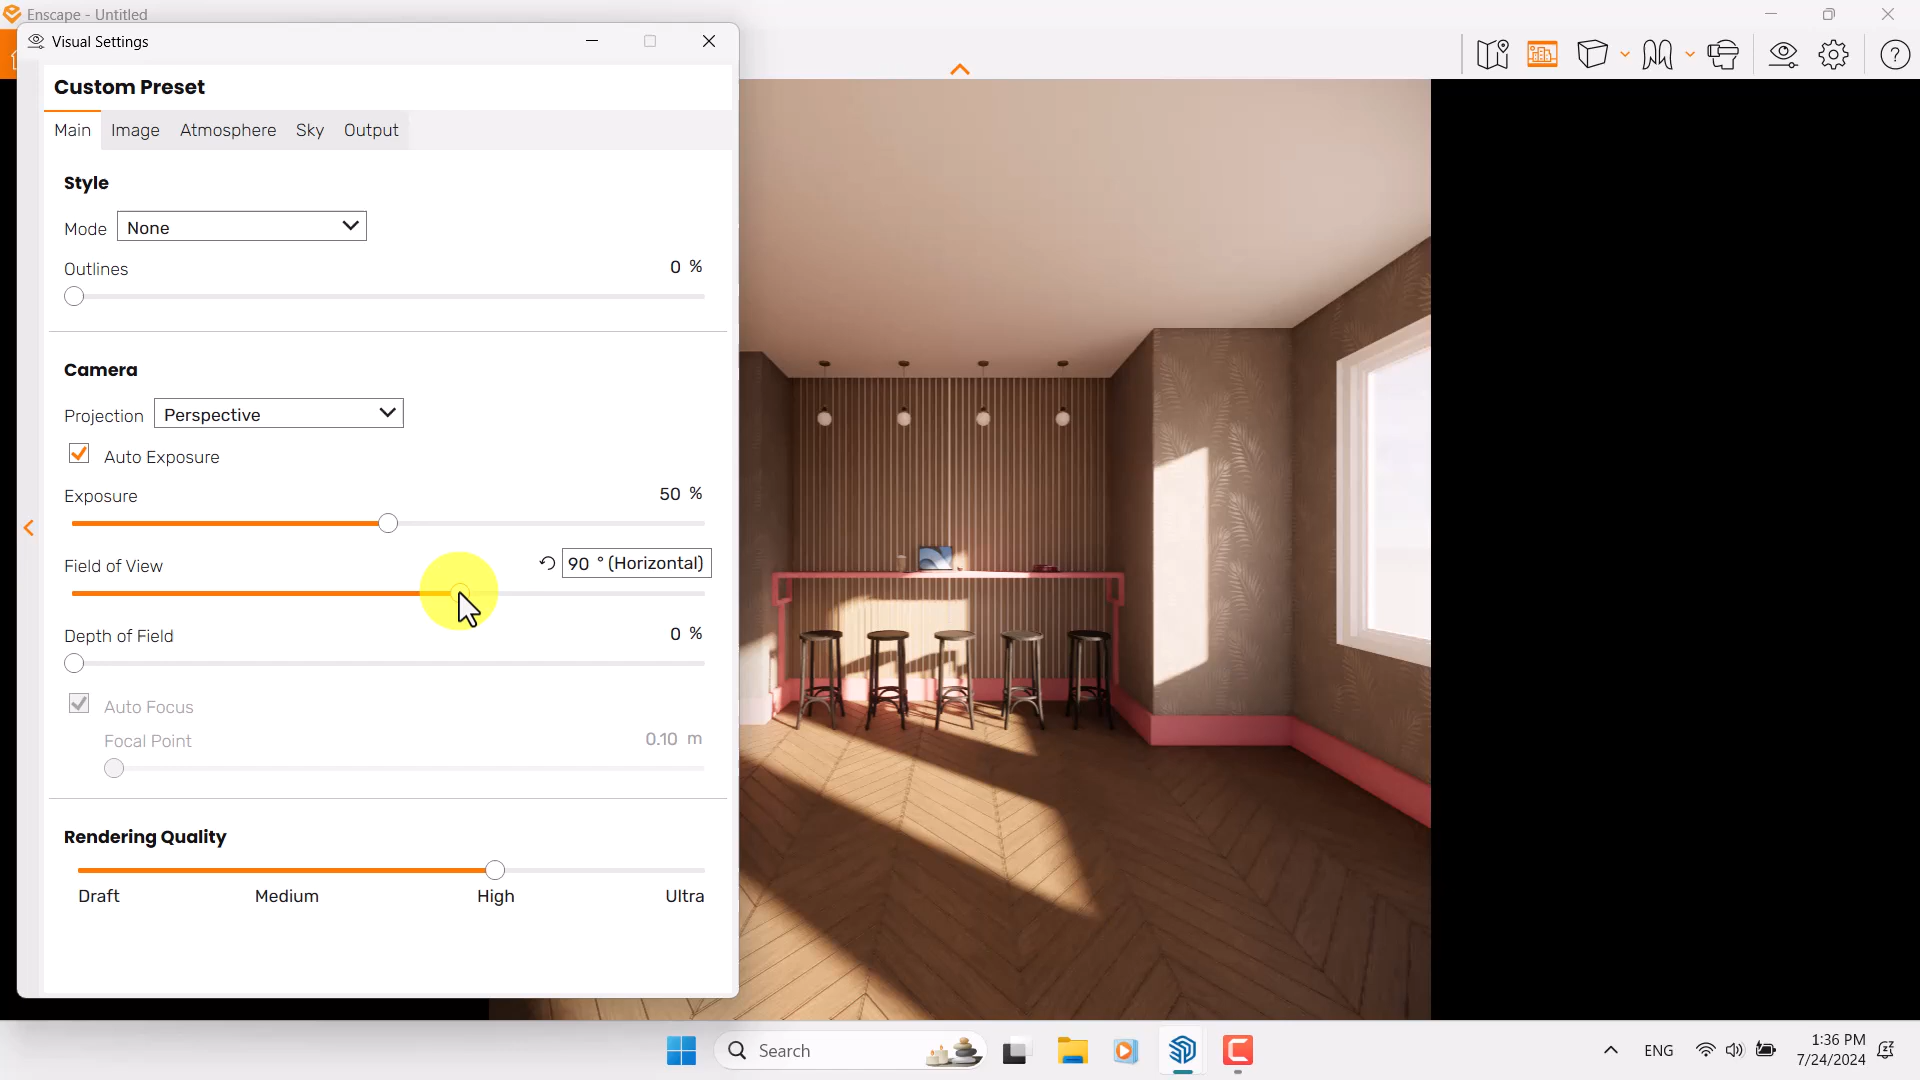 Enscape - Untitled
Visual Settings
Custom Preset
Main Image Atmosphere Sky Output
Style
Mode None
Outlines 0 %
Camera
Projection Perspective
Auto Exposure
Exposure 50 %
Field of View 90 ° (Horizontal)
Depth of Field 0 %
Auto Focus
Focal Point 0.10 m
Rendering Quality
Draft Medium High Ultra
Search
ENG
1:36 PM
7/24/2024